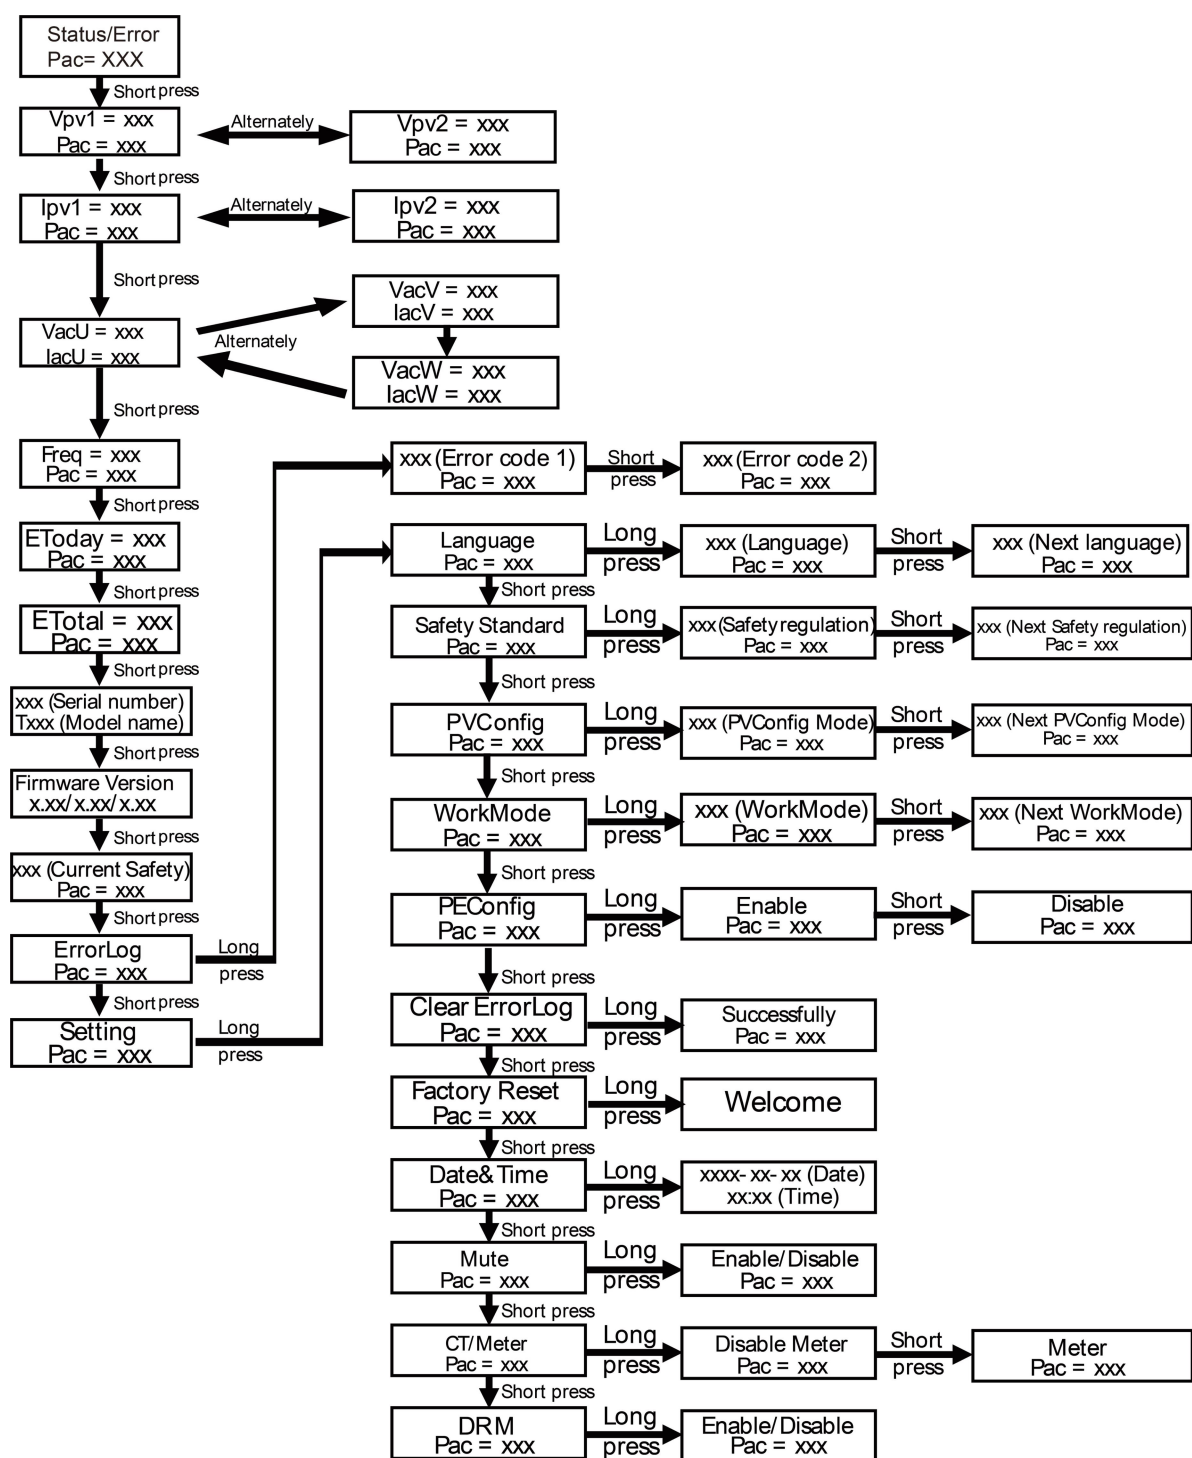 Status/Error
Pac= XXX
Short press
Vpv1 = xxx
Pac = xxx
Alternately
Vpv2 = xxx
Pac = xxx
Short press
Ipv1 = xxx
Pac = xxx
Alternately
Ipv2 = xxx
Pac = xxx
Short press
VacU = xxx
IacU = xxx
Alternately
VacV = xxx
IacV = xxx
VacW = xxx
IacW = xxx
Short press
Freq = xxx
Pac = xxx
Short press
EToday = xxx
Pac = xxx
Short press
ETotal = xxx
Pac = xxx
Short press
xxx (Serial number)
Txxx (Model name)
Short press
Firmware Version
x.xx/x.xx/x.xx
Short press
xxx (Current Safety)
Pac = xxx
Short press
ErrorLog
Pac = xxx
Long
press
Short press
Setting
Pac = xxx
Long
press
xxx (Error code 1)
Pac = xxx
Short
press
xxx (Error code 2)
Pac = xxx
Language
Pac = xxx
Long
press
xxx (Language)
Pac = xxx
Short
press
xxx (Next language)
Pac = xxx
Short press
Safety Standard
Pac = xxx
Long
press
xxx (Safety regulation)
Pac = xxx
Short
press
xxx (Next Safety regulation)
Pac = xxx
Short press
PVConfig
Pac = xxx
Long
press
xxx (PVConfig Mode)
Pac = xxx
Short
press
xxx (Next PVConfig Mode)
Pac = xxx
Short press
WorkMode
Pac = xxx
Long
press
xxx (WorkMode)
Pac = xxx
Short
press
xxx (Next WorkMode)
Pac = xxx
Short press
PEConfig
Pac = xxx
Long
press
Enable
Pac = xxx
Short
press
Disable
Pac = xxx
Short press
Clear ErrorLog
Pac = xxx
Long
press
Successfully
Pac = xxx
Short press
Factory Reset
Pac = xxx
Long
press
Welcome
Short press
Date&Time
Pac = xxx
Long
press
xxxx- xx- xx (Date)
xx:xx (Time)
Short press
Mute
Pac = xxx
Long
press
Enable/Disable
Pac = xxx
Short press
CT/Meter
Pac = xxx
Long
press
Disable Meter
Pac = xxx
Short
press
Meter
Pac = xxx
Short press
DRM
Pac = xxx
Long
press
Enable/Disable
Pac = xxx